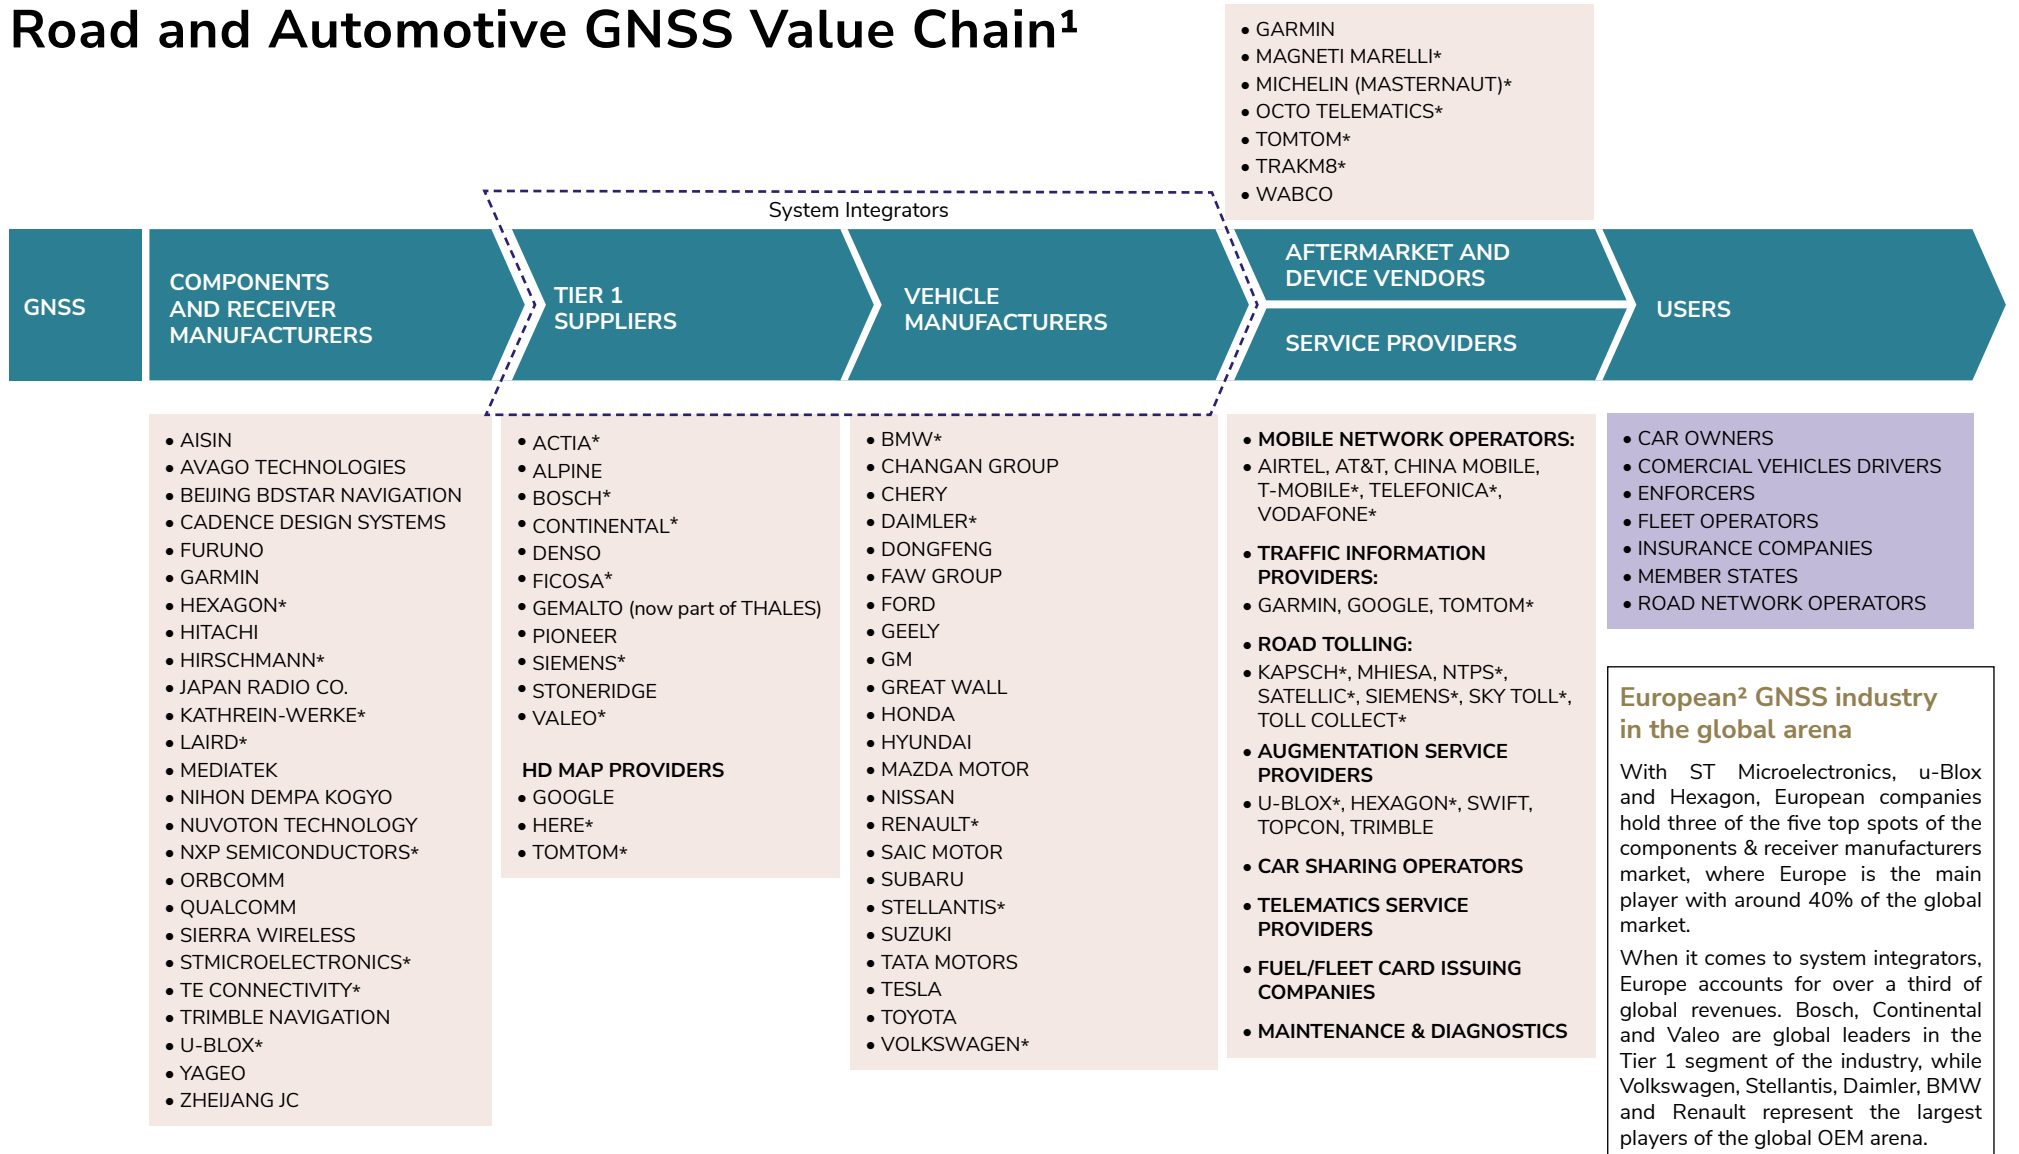 Road and Automotive GNSS Value Chain¹
• GARMIN
• MAGNETI MARELLI*
• MICHELIN (MASTERNAUT)*
• OCTO TELEMATICS*
• TOMTOM*
• TRAKM8*
• WABCO
System Integrators
GNSS
COMPONENTS
AND RECEIVER
MANUFACTURERS
TIER 1
SUPPLIERS
VEHICLE
MANUFACTURERS
AFTERMARKET AND
DEVICE VENDORS
SERVICE PROVIDERS
USERS
• AISIN
• AVAGO TECHNOLOGIES
• BEIJING BDSTAR NAVIGATION
• CADENCE DESIGN SYSTEMS
• FURUNO
• GARMIN
• HEXAGON*
• HITACHI
• HIRSCHMANN*
• JAPAN RADIO CO.
• KATHREIN-WERKE*
• LAIRD*
• MEDIATEK
• NIHON DEMPA KOGYO
• NUVOTON TECHNOLOGY
• NXP SEMICONDUCTORS*
• ORBCOMM
• QUALCOMM
• SIERRA WIRELESS
• STMICROELECTRONICS*
• TE CONNECTIVITY*
• TRIMBLE NAVIGATION
• U-BLOX*
• YAGEO
• ZHEIJANG JC
• ACTIA*
• ALPINE
• BOSCH*
• CONTINENTAL*
• DENSO
• FICOSA*
• GEMALTO (now part of THALES)
• PIONEER
• SIEMENS*
• STONERIDGE
• VALEO*
HD MAP PROVIDERS
• GOOGLE
• HERE*
• TOMTOM*
• BMW*
• CHANGAN GROUP
• CHERY
• DAIMLER*
• DONGFENG
• FAW GROUP
• FORD
• GEELY
• GM
• GREAT WALL
• HONDA
• HYUNDAI
• MAZDA MOTOR
• NISSAN
• RENAULT*
• SAIC MOTOR
• SUBARU
• STELLANTIS*
• SUZUKI
• TATA MOTORS
• TESLA
• TOYOTA
• VOLKSWAGEN*
• MOBILE NETWORK OPERATORS:
• AIRTEL, AT&T, CHINA MOBILE,
T-MOBILE*, TELEFONICA*,
VODAFONE*
• TRAFFIC INFORMATION
PROVIDERS:
• GARMIN, GOOGLE, TOMTOM*
• ROAD TOLLING:
• KAPSCH*, MHIESA, NTPS*,
SATELLIC*, SIEMENS*, SKY TOLL*,
TOLL COLLECT*
• AUGMENTATION SERVICE
PROVIDERS
• U-BLOX*, HEXAGON*, SWIFT,
TOPCON, TRIMBLE
• CAR SHARING OPERATORS
• TELEMATICS SERVICE
PROVIDERS
• FUEL/FLEET CARD ISSUING
COMPANIES
• MAINTENANCE & DIAGNOSTICS
• CAR OWNERS
• COMERCIAL VEHICLES DRIVERS
• ENFORCERS
• FLEET OPERATORS
• INSURANCE COMPANIES
• MEMBER STATES
• ROAD NETWORK OPERATORS
European² GNSS industry
in the global arena
With ST Microelectronics, u-Blox
and Hexagon, European companies
hold three of the five top spots of the
components & receiver manufacturers
market, where Europe is the main
player with around 40% of the global
market.
When it comes to system integrators,
Europe accounts for over a third of
global revenues. Bosch, Continental
and Valeo are global leaders in the
Tier 1 segment of the industry, while
Volkswagen, Stellantis, Daimler, BMW
and Renault represent the largest
players of the global OEM arena.